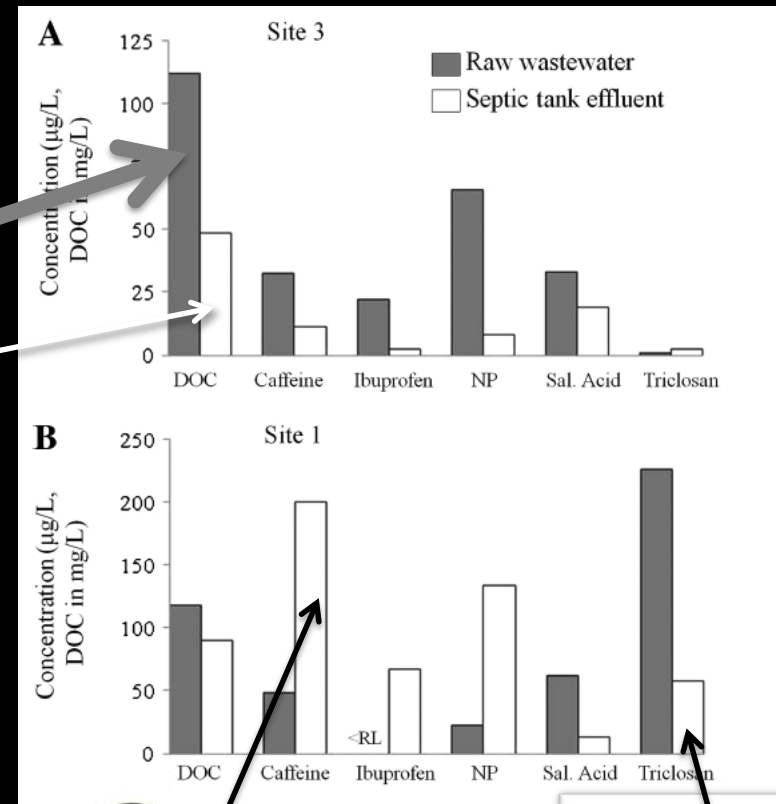 A
Site 3
Raw wastewater
Septic tank effluent
Concentration (µg/L,
DOC in mg/L)
125
100
50
25
0
DOC Caffeine Ibuprofen NP Sal. Acid Triclosan
B
Site 1
Concentration (µg/L,
DOC in mg/L)
250
200
150
100
50
0
<RL
DOC Caffeine Ibuprofen NP Sal. Acid Triclosan